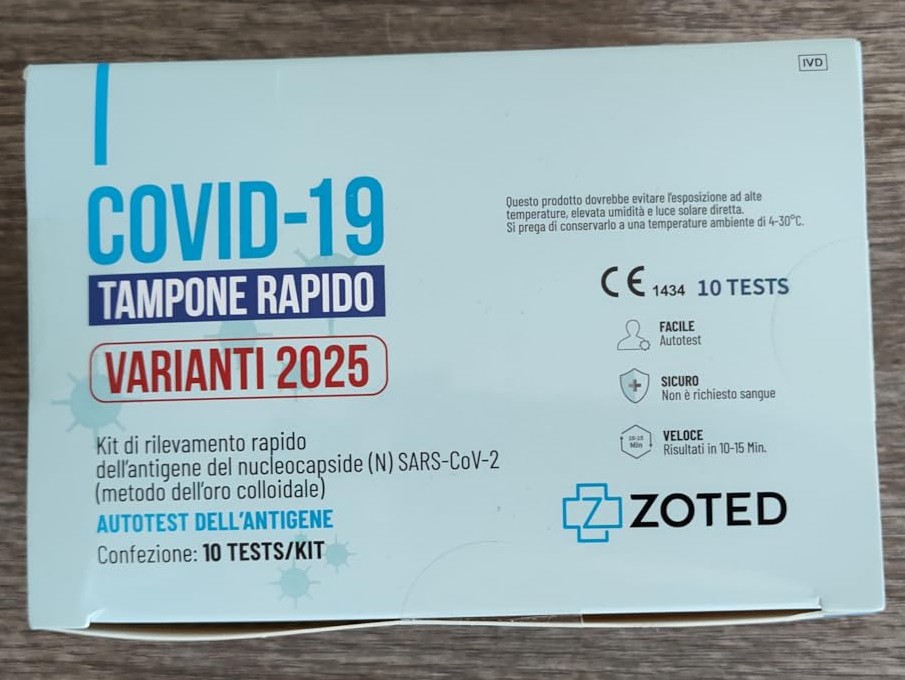 IVD
COVID-19
TAMPONE RAPIDO
VARIANTI 2025
Kit di rilevamento rapido
dell'antigene del nucleocapside (N) SARS-CoV-2
(metodo dell'oro colloidale)
AUTOTEST DELL'ANTIGENE
Confezione: 10 TESTS/KIT
Questo prodotto dovrebbe evitare l'esposizione ad alte
temperature, elevata umidità e luce solare diretta.
Si prega di conservarlo a una temperature ambiente di 4-30°C.
CE 1434 10 TESTS
FACILE
Autotest
SICURO
Non è richiesto sangue
10-15
Min
VELOCE
Risultati in 10-15 Min.
Z ZOTED